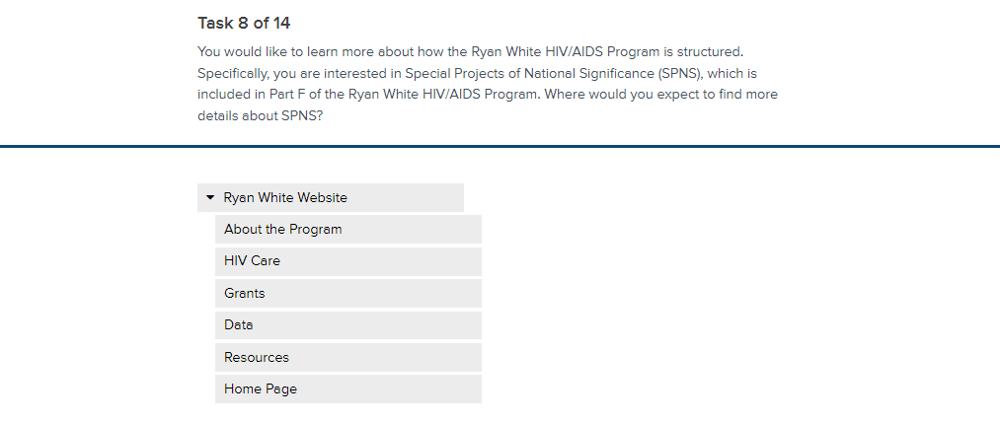 Task 8 of 14
You would like to learn more about how the Ryan White HIV/AIDS Program is structured.
Specifically, you are interested in Special Projects of National Significance (SPNS), which is
included in Part F of the Ryan White HIV/AIDS Program. Where would you expect to find more
details about SPNS?
Ryan White Website
About the Program
HIV Care
Grants
Data
Resources
Home Page